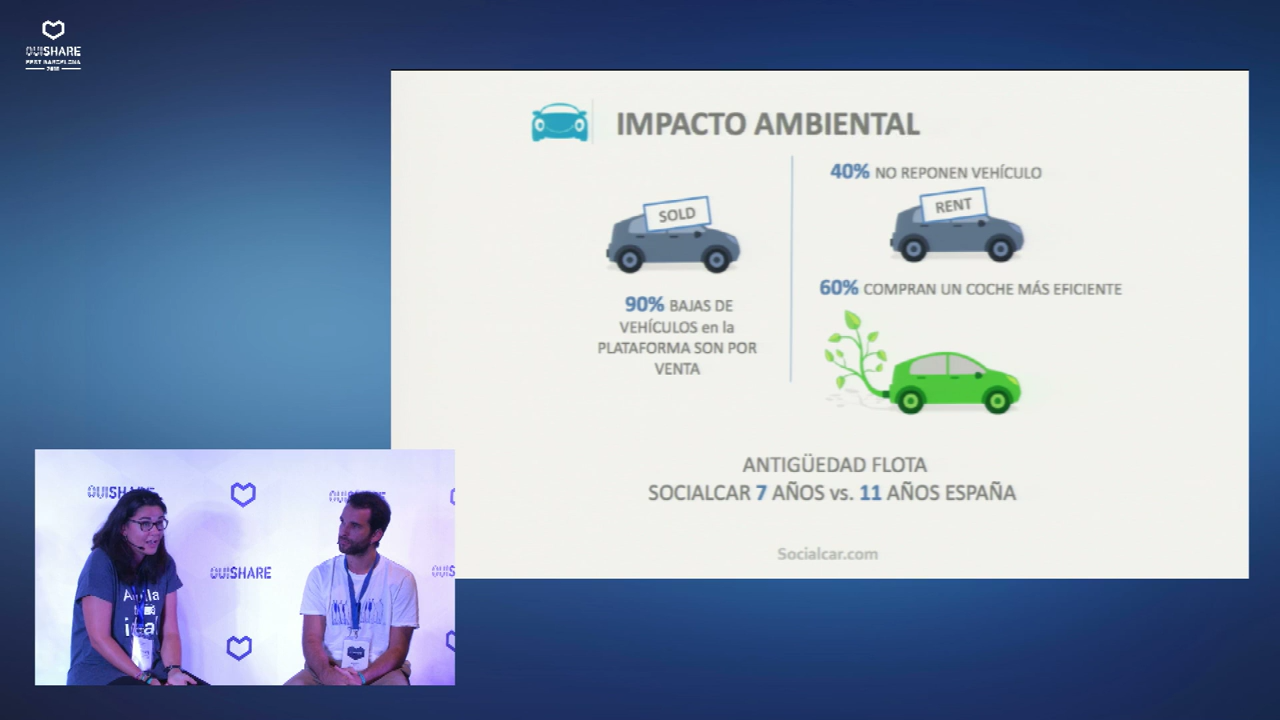 OUISHARE
FEST BARCELONA
IMPACTO AMBIENTAL
SOLD
90% BAJAS DE
VEHÍCULOS en la
PLATAFORMA SON POR
VENTA
40% NO REPONEN VEHÍCULO
RENT
60% COMPRAN UN COCHE MÁS EFICIENTE
ANTIGÜEDAD FLOTA
SOCIALCAR 7 AÑOS vs. 11 AÑOS ESPAÑA
Socialcar.com
OUISHARE
OUISHARE